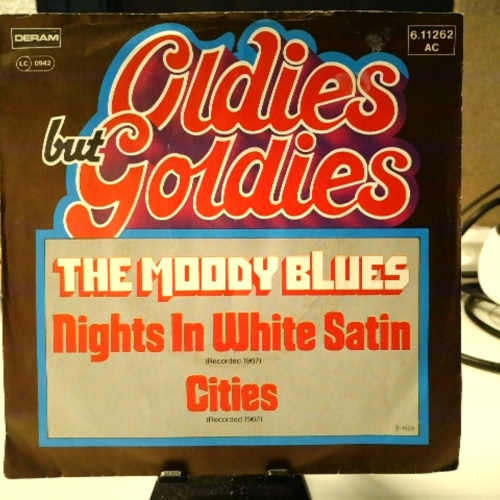 DERAM
LC 0942
6.11262
AC
Oldies
but
Goldies
THE MOODY BLUES
Nights In White Satin
(Recorded 1967)
Cities
(Recorded 1967)